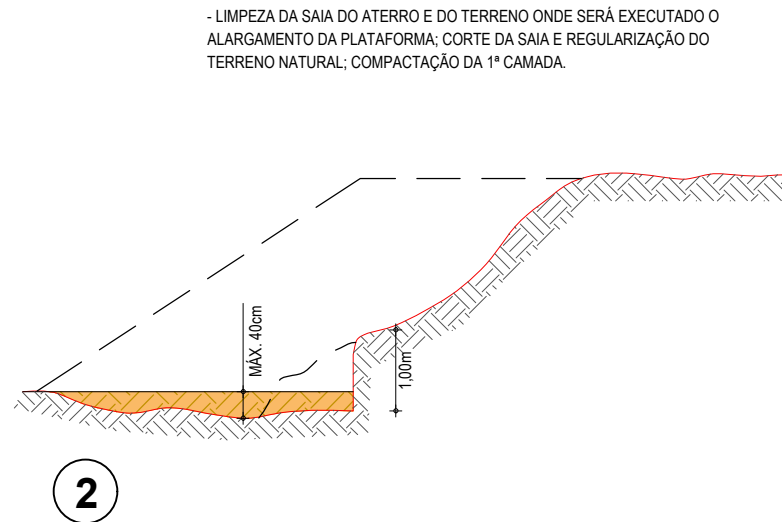 - LIMPEZA DA SAIA DO ATERRO E DO TERRENO ONDE SERÁ EXECUTADO O
ALARGAMENTO DA PLATAFORMA; CORTE DA SAIA E REGULARIZAÇÃO DO
TERRENO NATURAL; COMPACTAÇÃO DA 1ª CAMADA.
MÁX. 40cm
1,00m
2